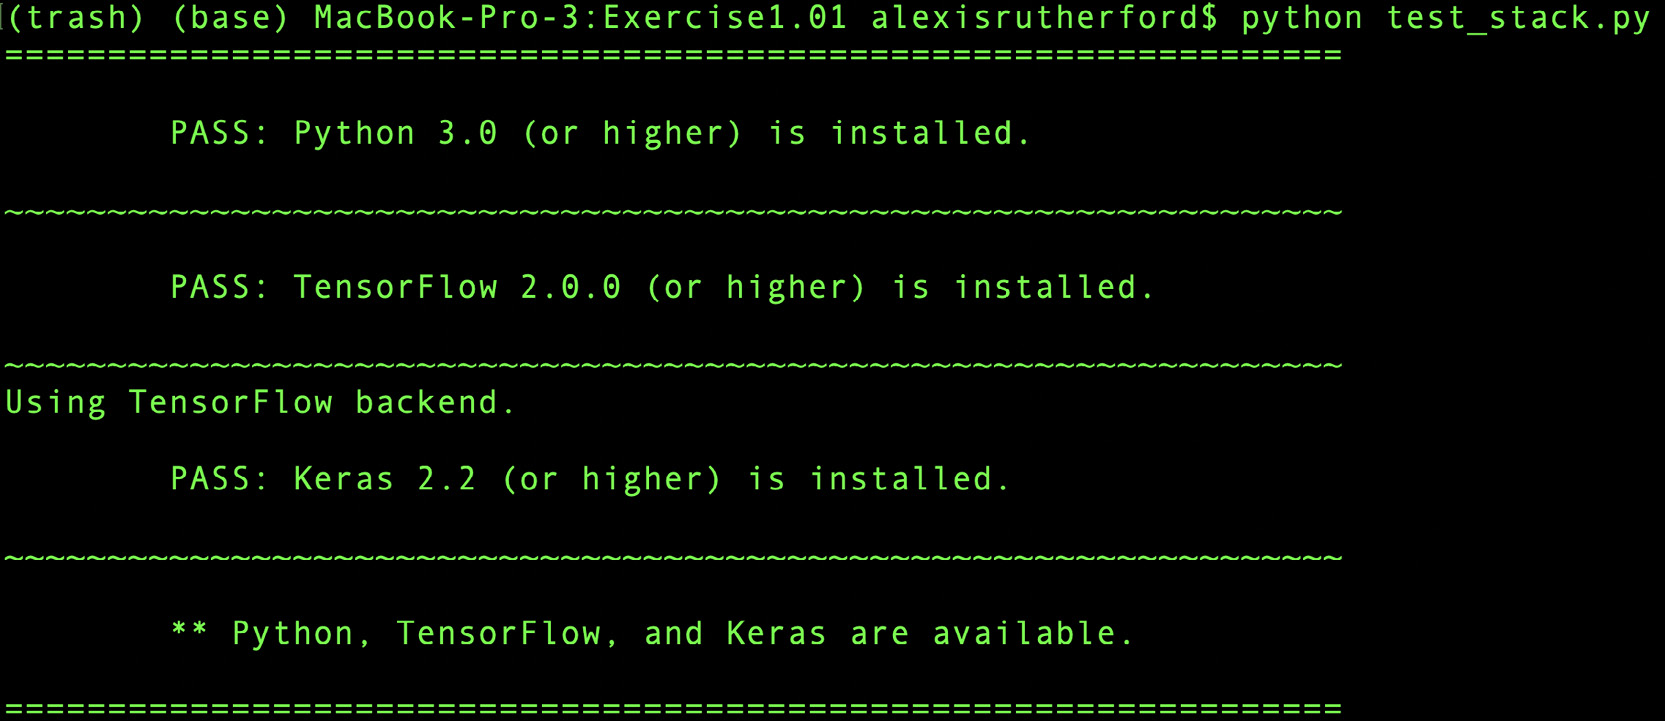 (trash) (base) MacBook-Pro-3:Exercise1.01 alexisrutherford$ python test_stack.py
=================================================================
PASS: Python 3.0 (or higher) is installed.
~~~~~~~~~~~~~~~~~~~~~~~~~~~~~~~~~~~~~~~~~~~~~~~~~~~~~~~~~~~~~~~~~
PASS: TensorFlow 2.0.0 (or higher) is installed.
~~~~~~~~~~~~~~~~~~~~~~~~~~~~~~~~~~~~~~~~~~~~~~~~~~~~~~~~~~~~~~~~~
Using TensorFlow backend.
PASS: Keras 2.2 (or higher) is installed.
~~~~~~~~~~~~~~~~~~~~~~~~~~~~~~~~~~~~~~~~~~~~~~~~~~~~~~~~~~~~~~~~~
** Python, TensorFlow, and Keras are available.
=================================================================